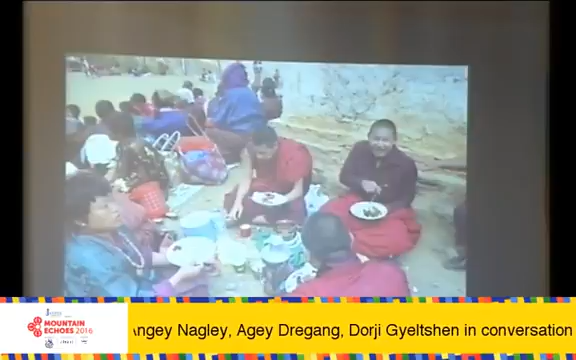 MOUNTAIN
ECHOES 2016
Angey Nagley, Agey Dregang, Dorji Gyeltshen in conversation